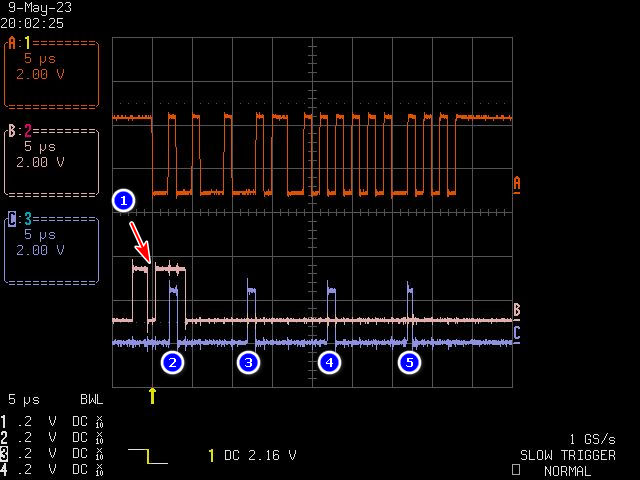 9-May-23
20:02:25
A:1
5 µs
2.00 V
B:2
5 µs
2.00 V
C:3
5 µs
2.00 V
1
A
B
C
2 3 4 5
5 µs BWL
1 .2 V DC X10
2 .2 V DC X10
3 .2 V DC X10
4 .2 V DC X10
1 DC 2.16 V
1 GS/s
SLOW TRIGGER
NORMAL